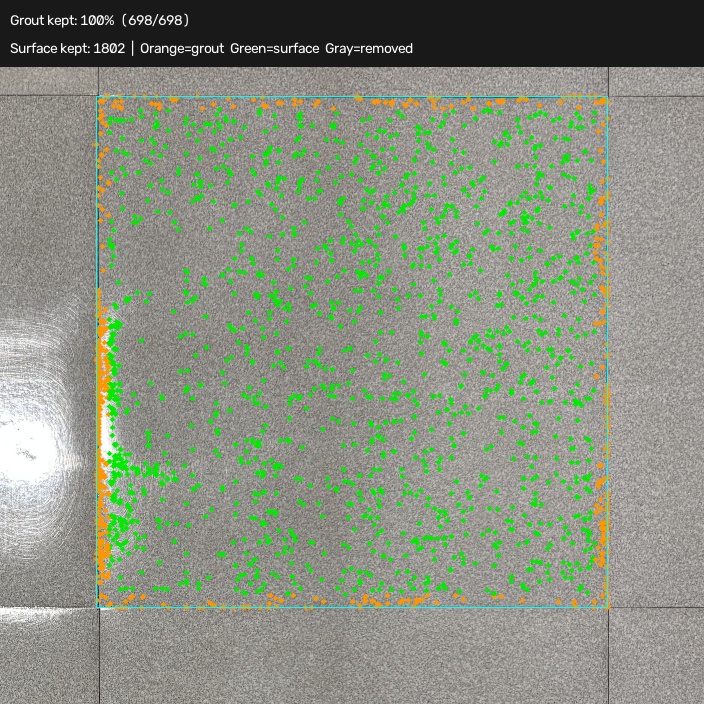 Grout kept: 100%  (698/698)
Surface kept: 1802 | Orange=grout Green=surface Gray=removed